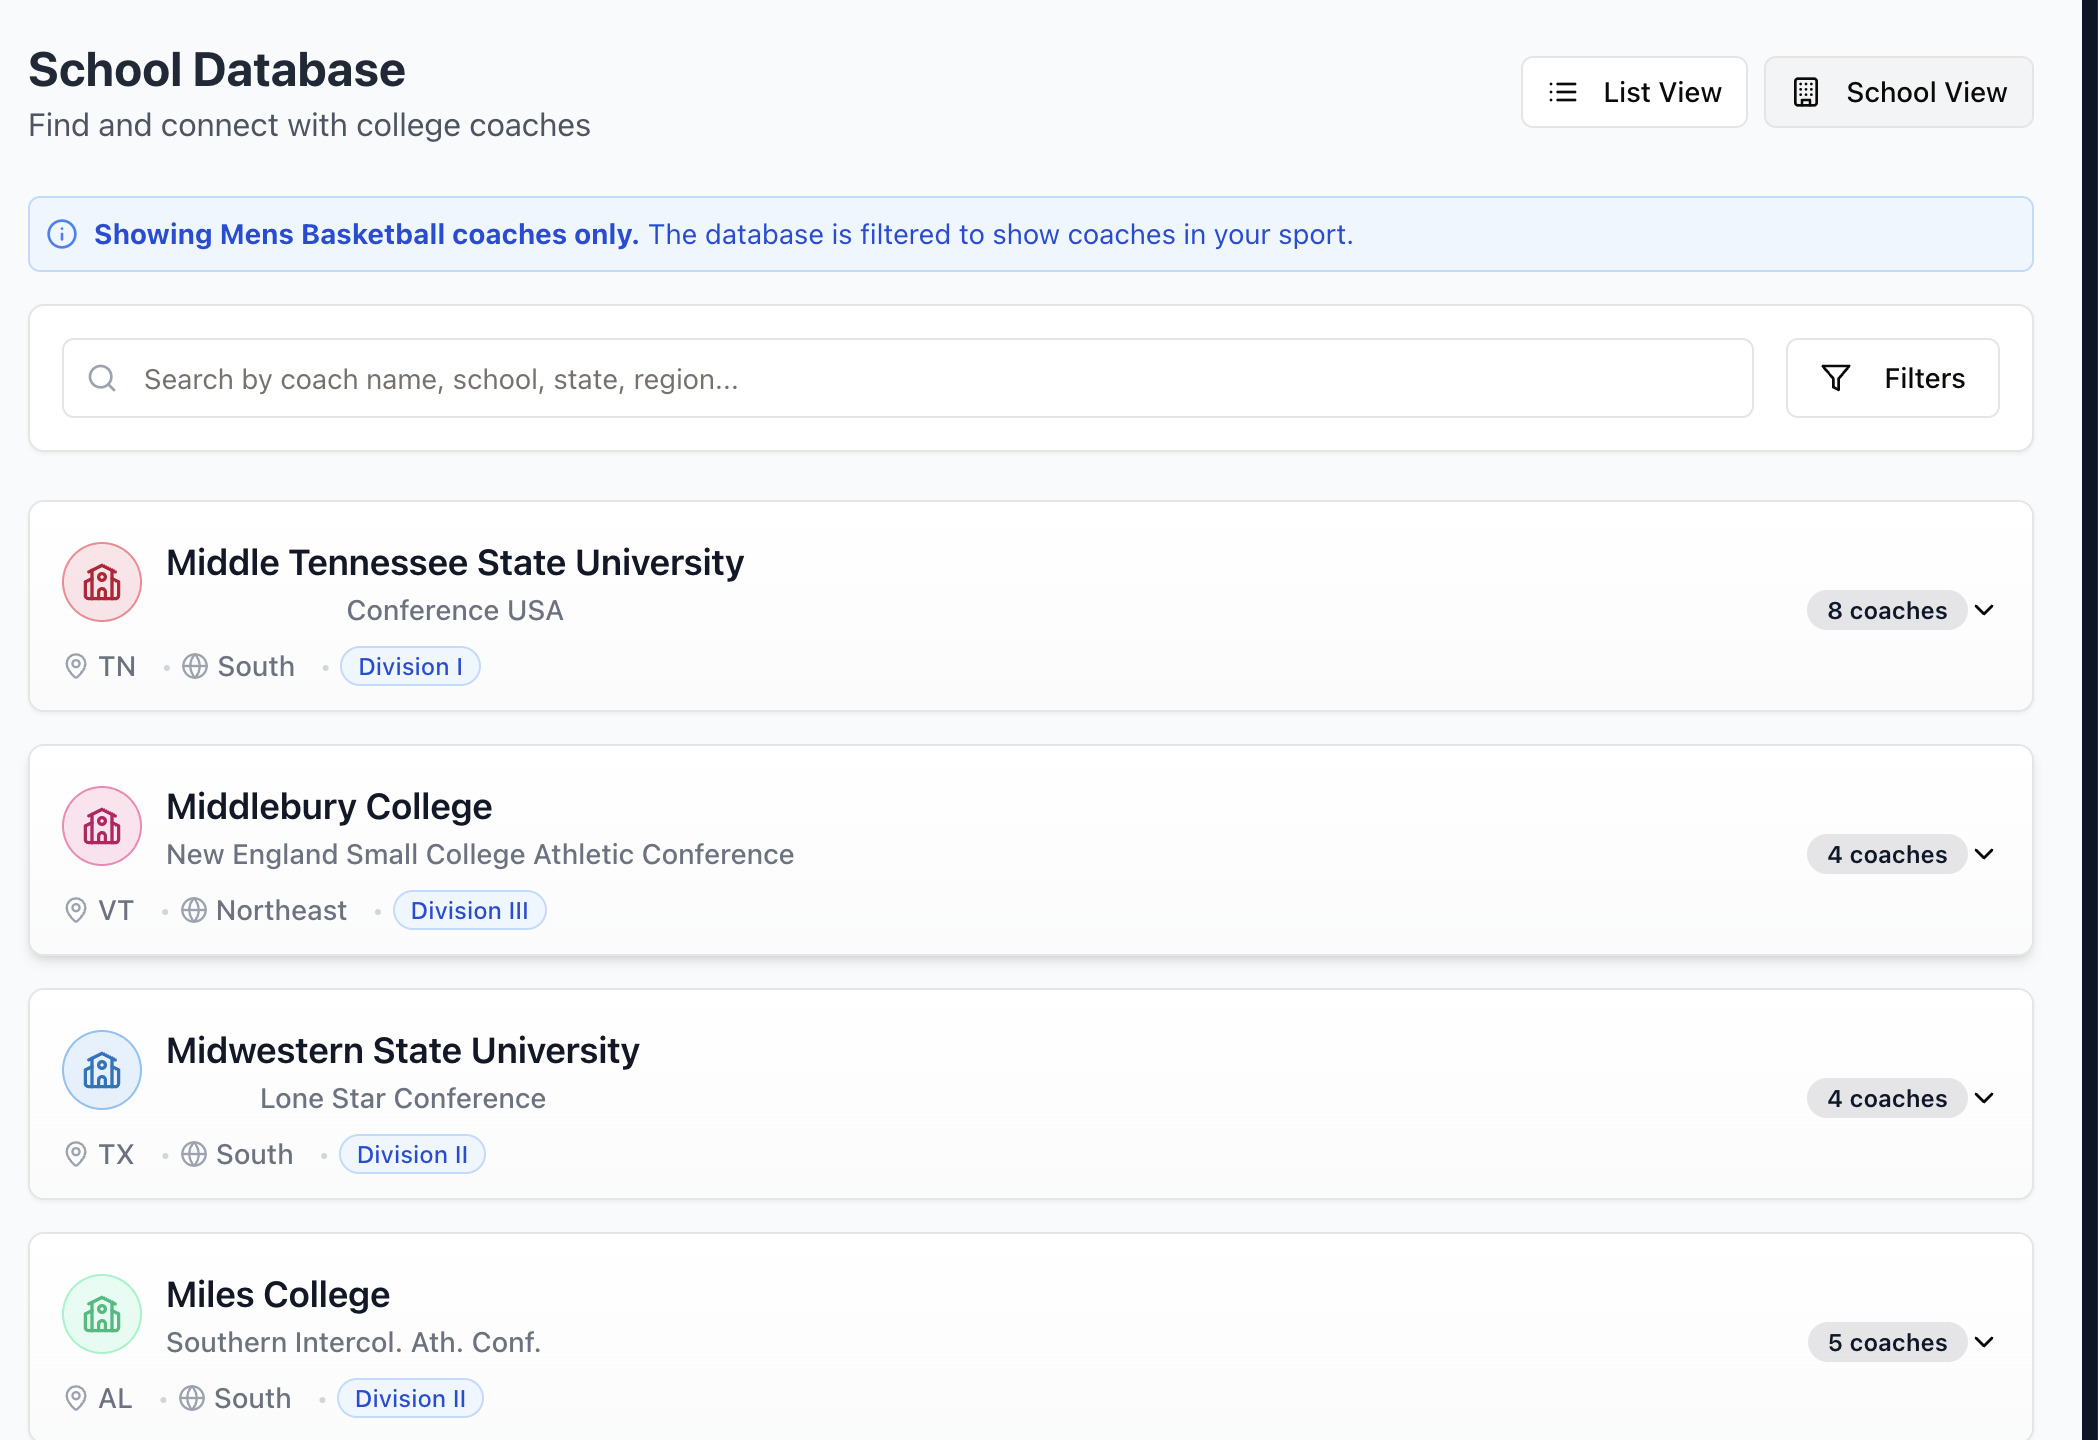 School Database
Find and connect with college coaches
List View
School View
Showing Mens Basketball coaches only. The database is filtered to show coaches in your sport.
Search by coach name, school, state, region...
Filters
Middle Tennessee State University
Conference USA
8 coaches
TN • South • Division I
Middlebury College
New England Small College Athletic Conference
4 coaches
VT • Northeast • Division III
Midwestern State University
Lone Star Conference
4 coaches
TX • South • Division II
Miles College
Southern Intercol. Ath. Conf.
5 coaches
AL • South • Division II